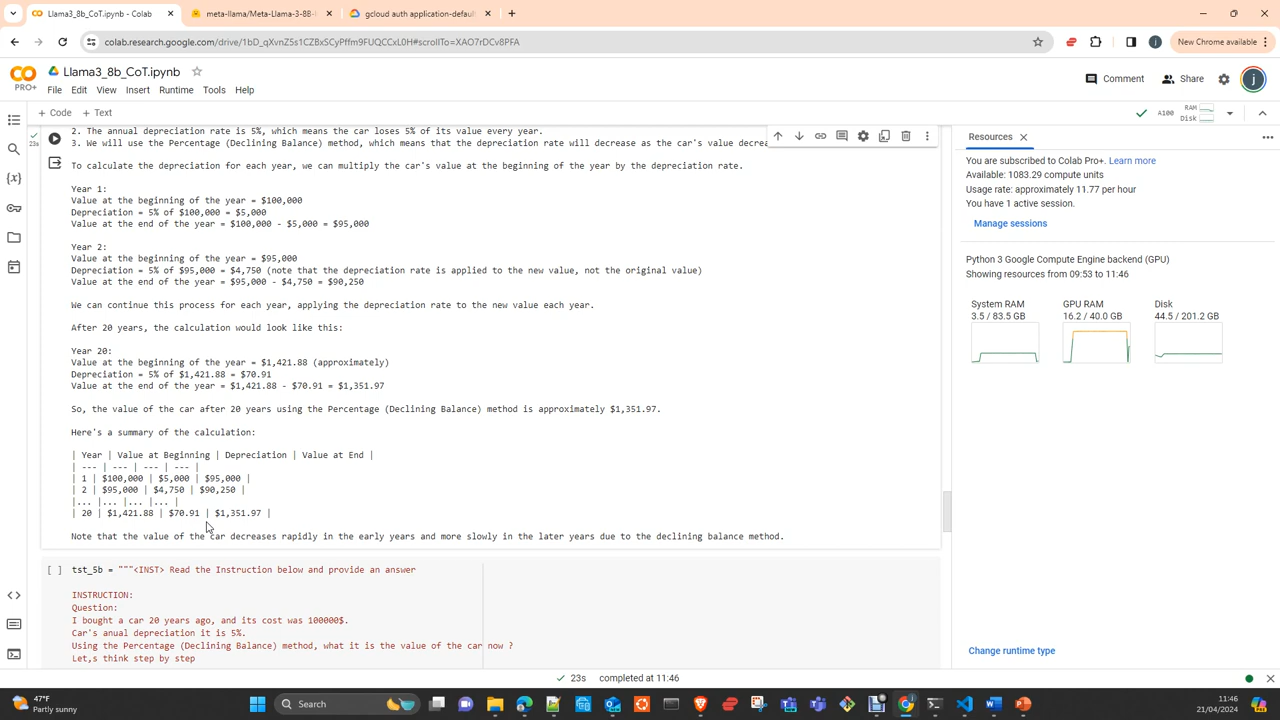 Llama3_8b_CoT.ipynb - Colab
meta-llama/Meta-Llama-3-8B-I
gcloud auth application-defaul
colab.research.google.com/drive/1bD_qXvnZ5s1CZBxSCyPffm9FUQCCxL0H#scrollTo=XAO7rDCv8PFA
New Chrome available
Llama3_8b_CoT.ipynb
PRO+
File Edit View Insert Runtime Tools Help
Comment
Share
j
+ Code + Text
A100
RAM
Disk
23s
2. The annual depreciation rate is 5%, which means the car loses 5% of its value every year.
3. We will use the Percentage (Declining Balance) method, which means that the depreciation rate will decrease as the car's value decrea
To calculate the depreciation for each year, we can multiply the car's value at the beginning of the year by the depreciation rate.
Year 1:
Value at the beginning of the year = $100,000
Depreciation = 5% of $100,000 = $5,000
Value at the end of the year = $100,000 - $5,000 = $95,000
Year 2:
Value at the beginning of the year = $95,000
Depreciation = 5% of $95,000 = $4,750 (note that the depreciation rate is applied to the new value, not the original value)
Value at the end of the year = $95,000 - $4,750 = $90,250
We can continue this process for each year, applying the depreciation rate to the new value each year.
After 20 years, the calculation would look like this:
Year 20:
Value at the beginning of the year = $1,421.88 (approximately)
Depreciation = 5% of $1,421.88 = $70.91
Value at the end of the year = $1,421.88 - $70.91 = $1,351.97
So, the value of the car after 20 years using the Percentage (Declining Balance) method is approximately $1,351.97.
Here's a summary of the calculation:
| Year | Value at Beginning | Depreciation | Value at End |
| --- | --- | --- | --- |
| 1 | $100,000 | $5,000 | $95,000 |
| 2 | $95,000 | $4,750 | $90,250 |
|... |... |... |... |
| 20 | $1,421.88 | $70.91 | $1,351.97 |
Note that the value of the car decreases rapidly in the early years and more slowly in the later years due to the declining balance method.
[ ] tst_5b = """<INST> Read the Instruction below and provide an answer
INSTRUCTION:
Question:
I bought a car 20 years ago, and its cost was 100000$.
Car's anual depreciation it is 5%.
Using the Percentage (Declining Balance) method, what it is the value of the car now ?
Let,s think step by step
Resources
You are subscribed to Colab Pro+. Learn more
Available: 1083.29 compute units
Usage rate: approximately 11.77 per hour
You have 1 active session.
Manage sessions
Python 3 Google Compute Engine backend (GPU)
Showing resources from 09:53 to 11:46
System RAM
3.5 / 83.5 GB
GPU RAM
16.2 / 40.0 GB
Disk
44.5 / 201.2 GB
Change runtime type
23s completed at 11:46
47°F
Partly sunny
Search
11:46
21/04/2024